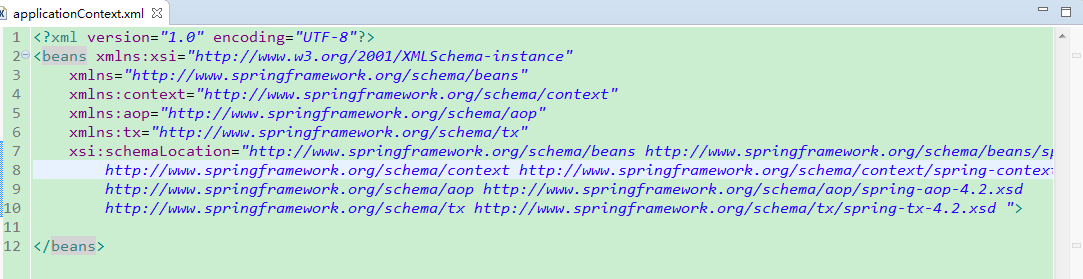 applicationContext.xml
1 <?xml version="1.0" encoding="UTF-8"?>
2 <beans xmlns:xsi="http://www.w3.org/2001/XMLSchema-instance"
3 xmlns="http://www.springframework.org/schema/beans"
4 xmlns:context="http://www.springframework.org/schema/context"
5 xmlns:aop="http://www.springframework.org/schema/aop"
6 xmlns:tx="http://www.springframework.org/schema/tx"
7 xsi:schemaLocation="http://www.springframework.org/schema/beans http://www.springframework.org/schema/beans/sp
8 http://www.springframework.org/schema/context http://www.springframework.org/schema/context/spring-context
9 http://www.springframework.org/schema/aop http://www.springframework.org/schema/aop/spring-aop-4.2.xsd
10 http://www.springframework.org/schema/tx http://www.springframework.org/schema/tx/spring-tx-4.2.xsd ">
11
12 </beans>